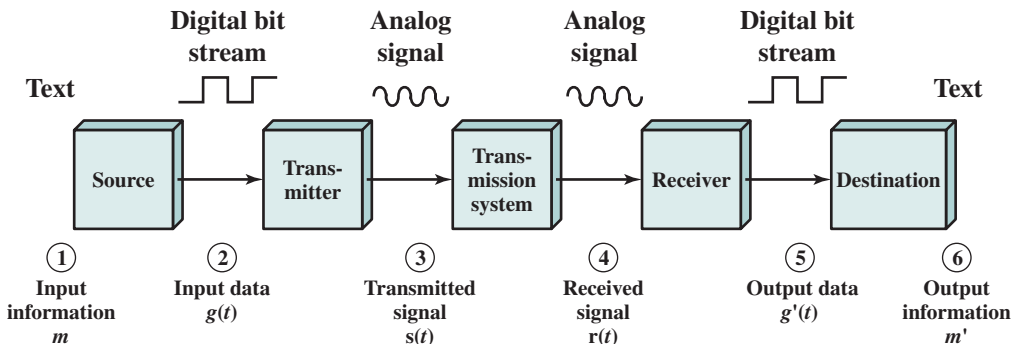 Digital bit
stream
Analog
signal
Analog
signal
Digital bit
stream
Text
Text
Source
Trans-
mitter
Trans-
mission
system
Receiver
Destination
1
Input
information
m
2
Input data
g(t)
3
Transmitted
signal
s(t)
4
Received
signal
r(t)
5
Output data
g'(t)
6
Output
information
m'